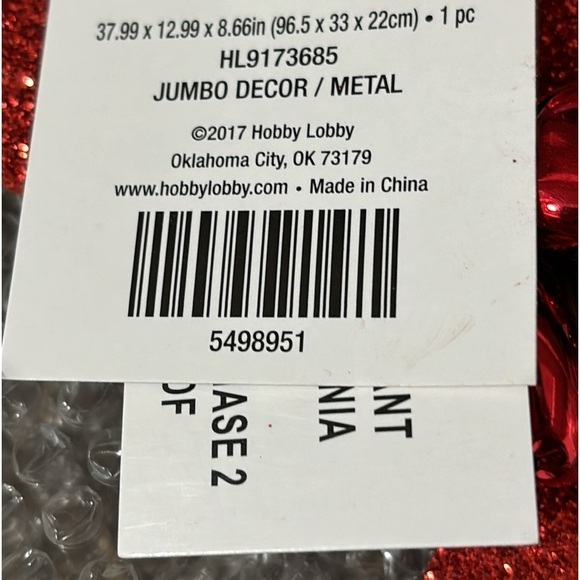 37.99 x 12.99 x 8.66in (96.5 x 33 x 22cm) • 1 pc
HL9173685
JUMBO DECOR / METAL
©2017 Hobby Lobby
Oklahoma City, OK 73179
www.hobbylobby.com • Made in China
5498951
ANT
NIA
ASE 2
OF